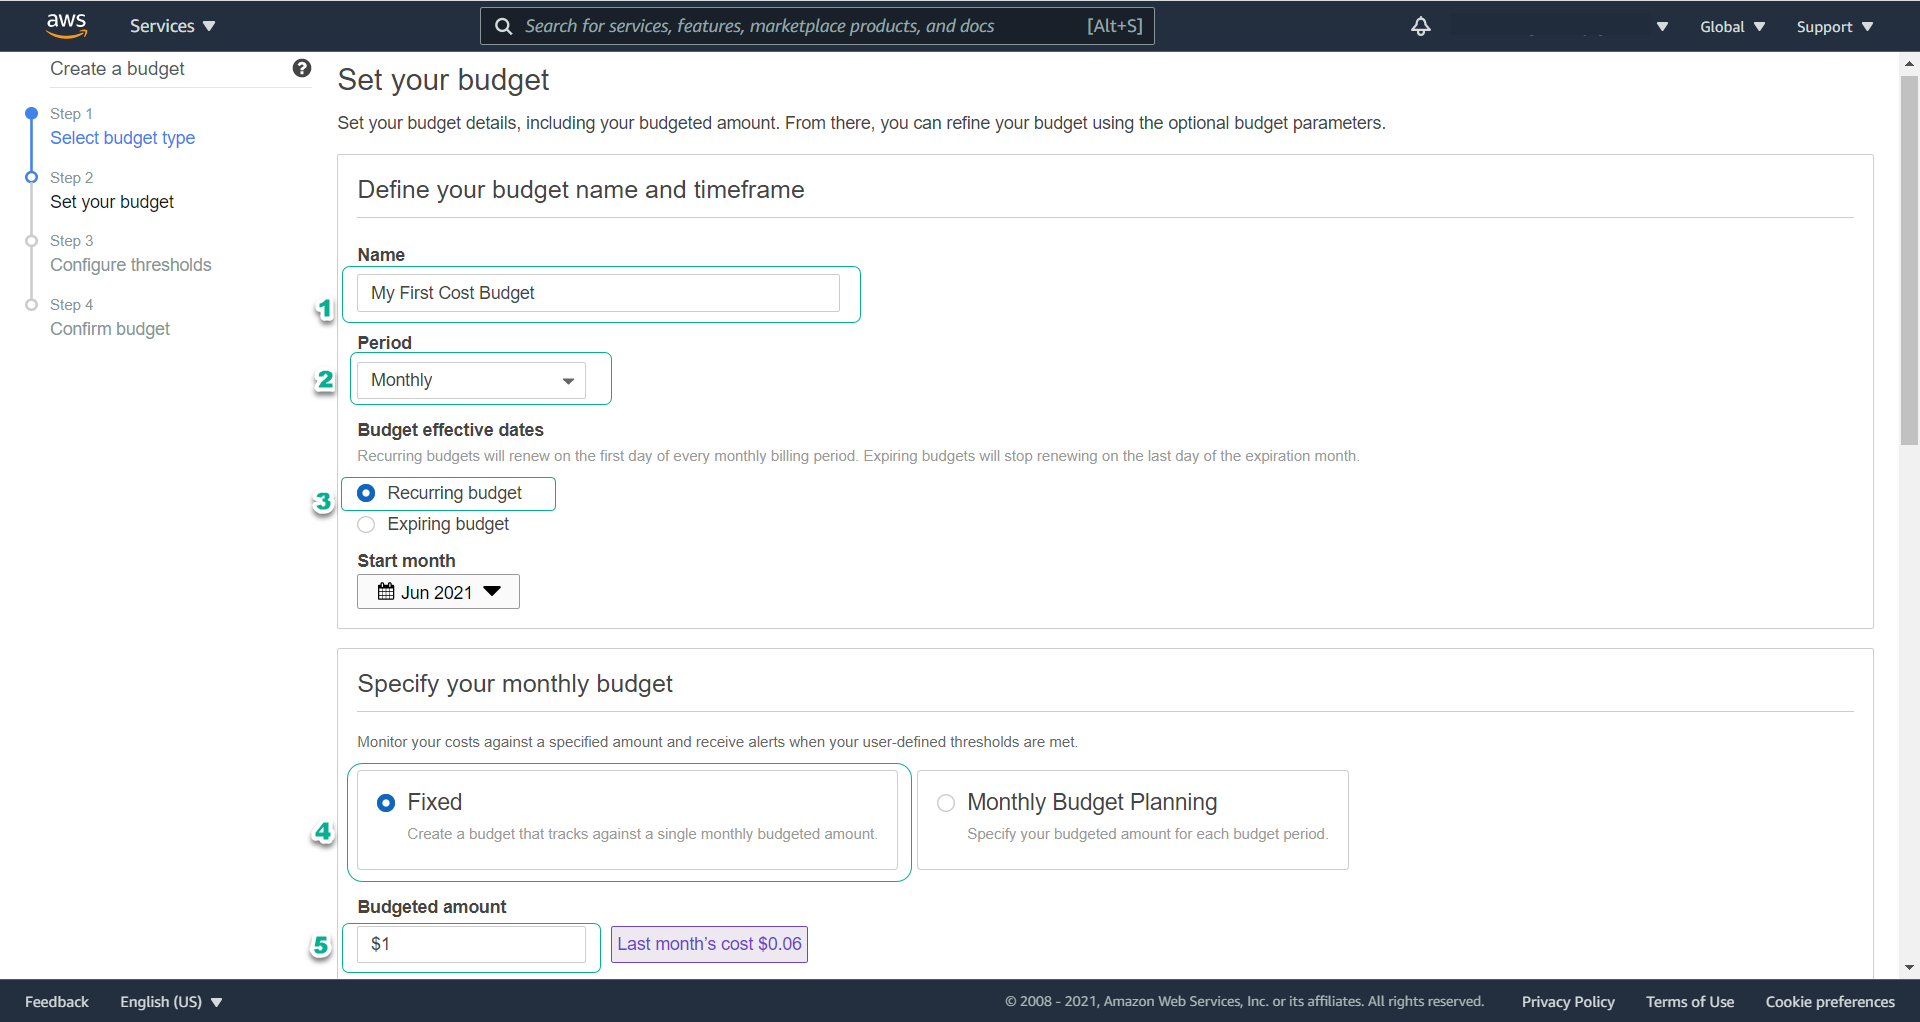 aws Services Search for services, features, marketplace products, and docs [Alt+S] Global Support
Create a budget
Step 1
Select budget type
Step 2
Set your budget
Step 3
Configure thresholds
Step 4
Confirm budget
Set your budget
Set your budget details, including your budgeted amount. From there, you can refine your budget using the optional budget parameters.
Define your budget name and timeframe
Name
1 My First Cost Budget
Period
2 Monthly
Budget effective dates
Recurring budgets will renew on the first day of every monthly billing period. Expiring budgets will stop renewing on the last day of the expiration month.
3 Recurring budget
Expiring budget
Start month
Jun 2021
Specify your monthly budget
Monitor your costs against a specified amount and receive alerts when your user-defined thresholds are met.
Fixed
Create a budget that tracks against a single monthly budgeted amount.
4
Monthly Budget Planning
Specify your budgeted amount for each budget period.
Budgeted amount
5 $1 Last month's cost $0.06
Feedback English (US) © 2008 - 2021, Amazon Web Services, Inc. or its affiliates. All rights reserved. Privacy Policy Terms of Use Cookie preferences